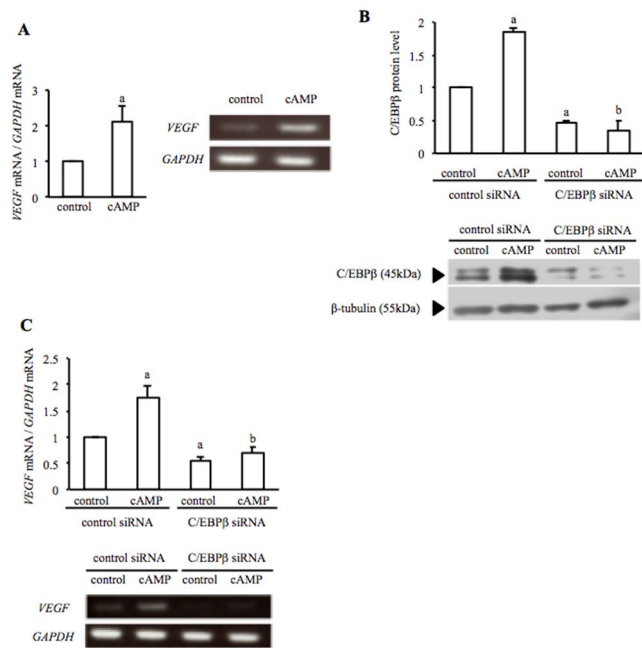 A
VEGF mRNA / GAPDH mRNA
3
2
1
0
a
control cAMP
control cAMP
VEGF
GAPDH
B
C/EBPβ protein level
2
1.5
1
0.5
0
a
a
b
control cAMP control cAMP
control siRNA C/EBPβ siRNA
control siRNA C/EBPβ siRNA
control cAMP control cAMP
C/EBPβ (45kDa)
β-tubulin (55kDa)
C
VEGF mRNA / GAPDH mRNA
2.5
2
1.5
1
0.5
0
a
a
b
control cAMP control cAMP
control siRNA C/EBPβ siRNA
control siRNA C/EBPβ siRNA
control cAMP control cAMP
VEGF
GAPDH